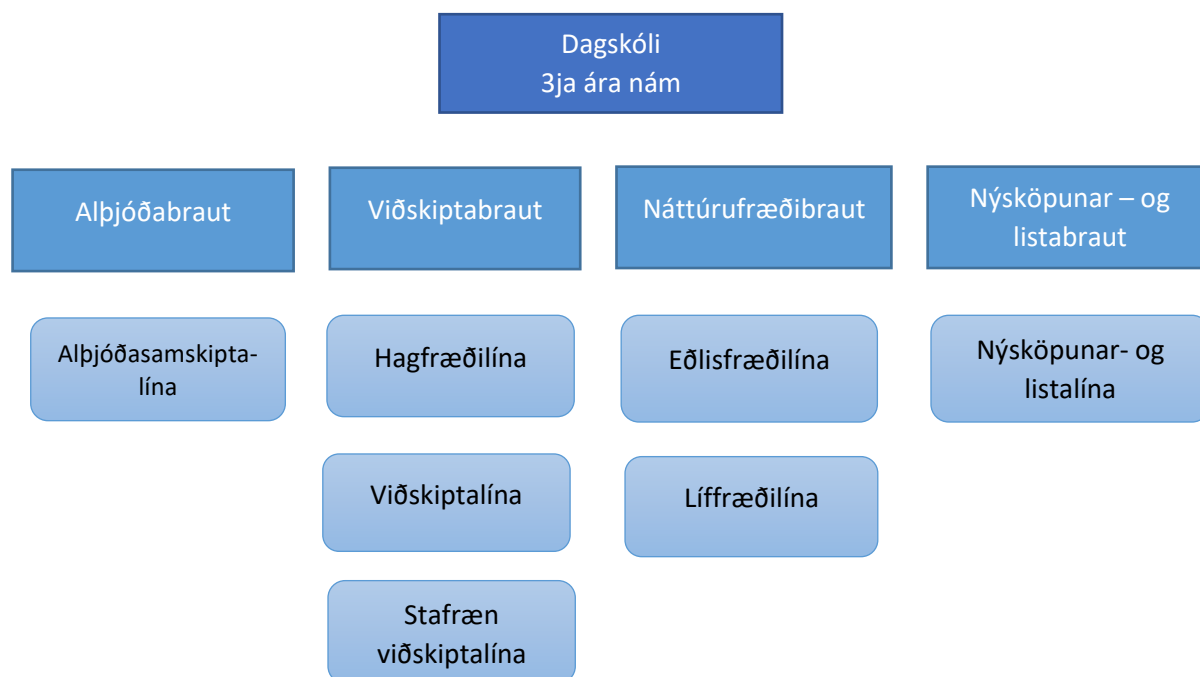 Dagskóli
3ja ára nám
Alþjóðabraut
Viðskiptabraut
Náttúrufræðibraut
Nýsköpunar – og
listabraut
Alþjóðasamskipta-
lína
Hagfræðilína
Eðlisfræðilína
Nýsköpunar- og
listalína
Viðskiptalína
Líffræðilína
Stafræn
viðskiptalína